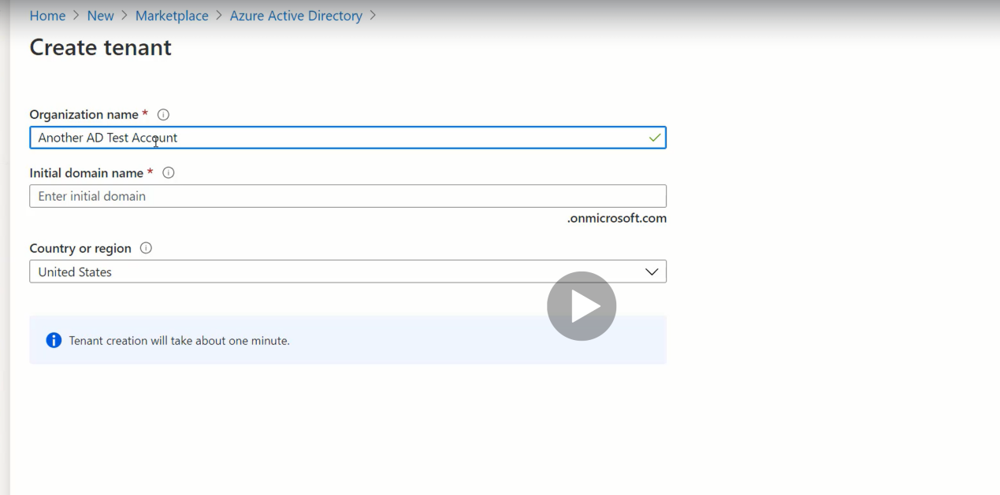 Home > New > Marketplace > Azure Active Directory >
Create tenant
Organization name *
Another AD Test Account
Initial domain name *
Enter initial domain
.onmicrosoft.com
Country or region
United States
Tenant creation will take about one minute.